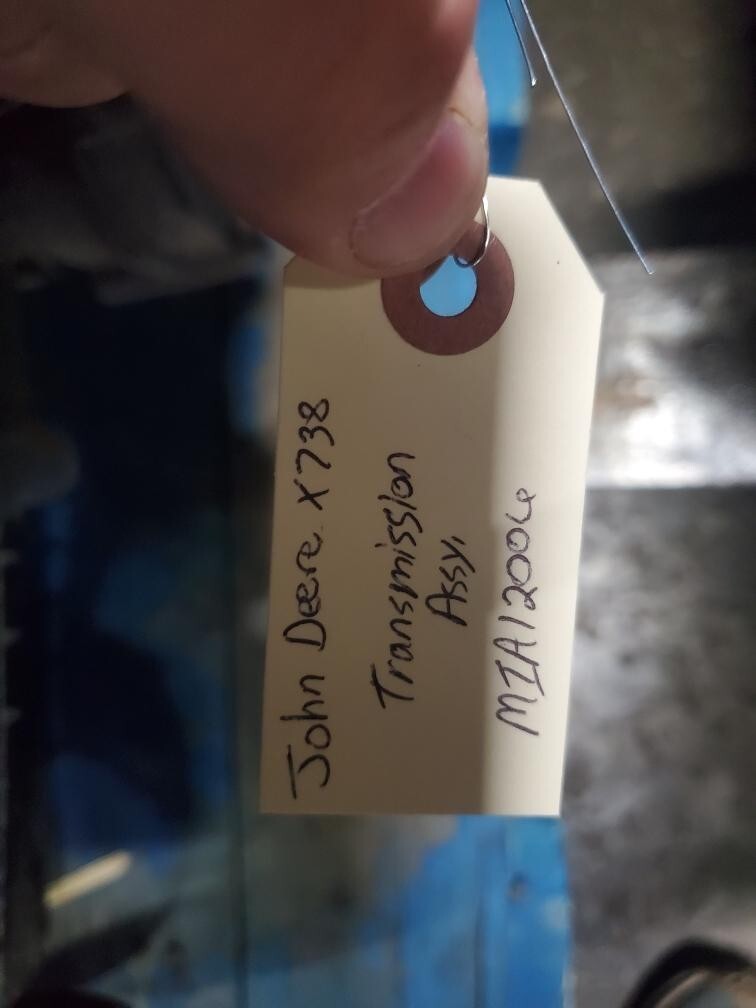 John Deere X738
Transmission
Assy.
MIA12006